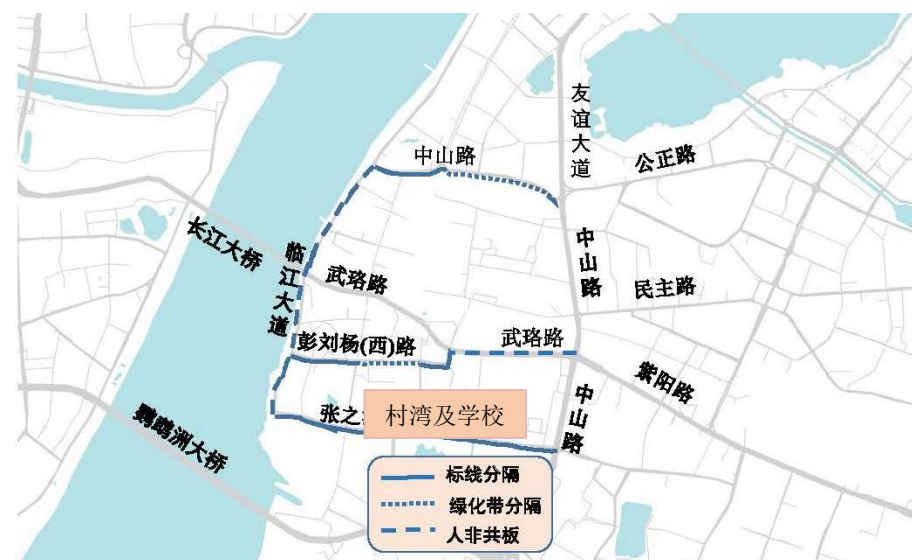 友谊大道
中山路
公正路
长江大桥
临江大道
中山路
武珞路
民主路
彭刘杨(西)路
武珞路
紫阳路
张之
村湾及学校
中山路
鹦鹉洲大桥
标线分隔
绿化带分隔
人非共板